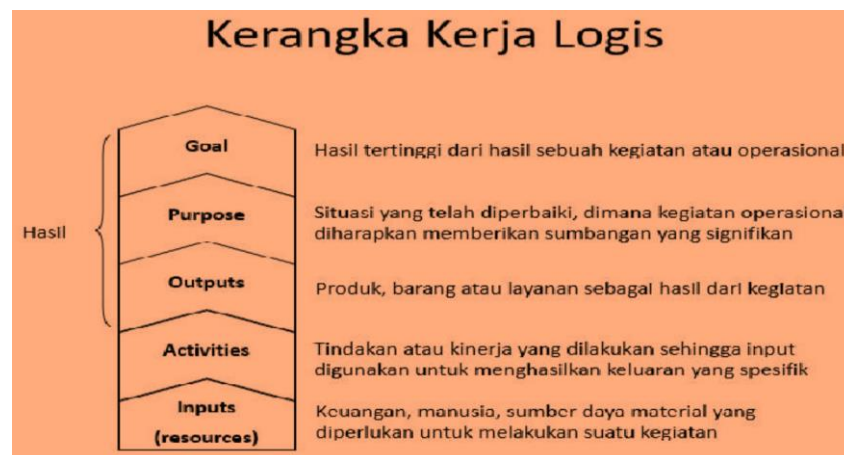 Kerangka Kerja Logis
Goal
Hasil tertinggi dari hasil sebuah kegiatan atau operasional
Hasil
Purpose
Situasi yang telah diperbaiki, dimana kegiatan operasiona
diharapkan memberikan sumbangan yang signifikan
Outputs
Produk, barang atau layanan sebagai hasil dari kegiatan
Activities
Tindakan atau kinerja yang dilakukan sehingga input
digunakan untuk menghasilkan keluaran yang spesifik
Inputs
(resources)
Keuangan, manusia, sumber daya material yang
diperlukan untuk melakukan suatu kegiatan